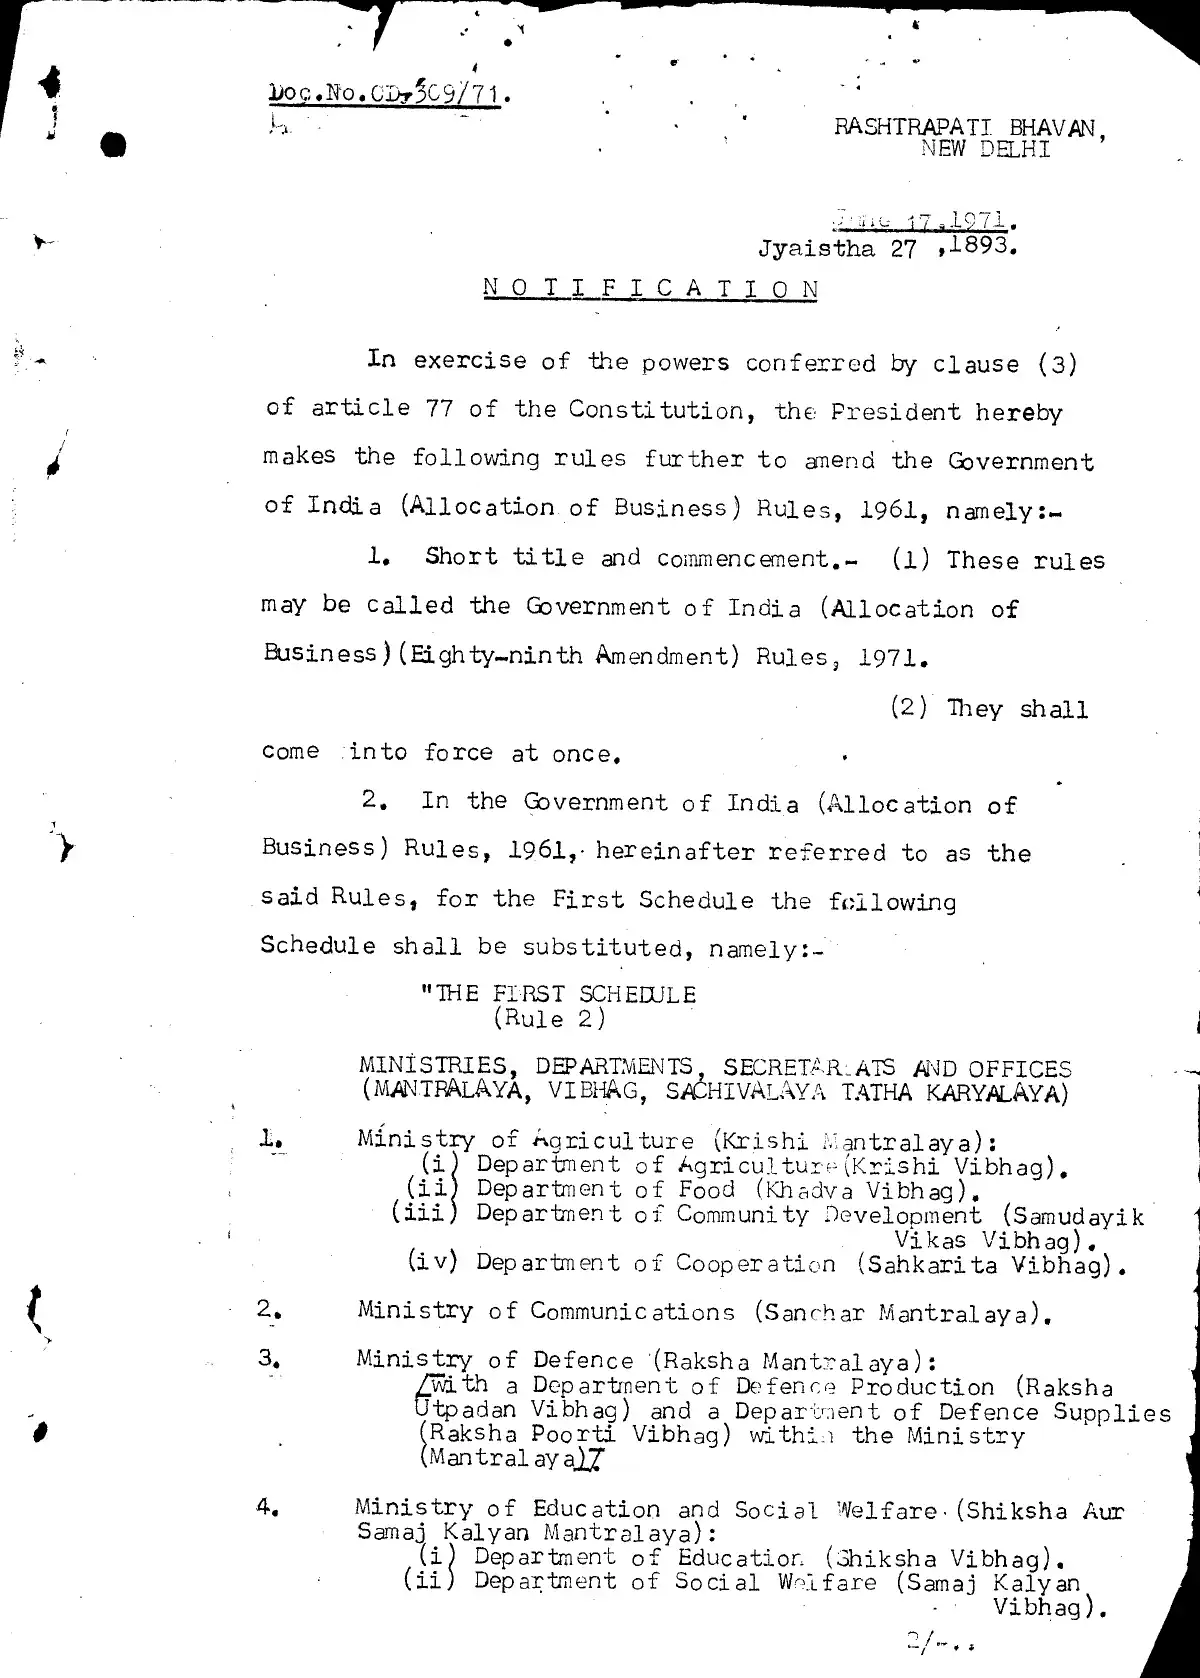 Doc.No.CD-309/71.
RASHTRAPATI BHAVAN,
NEW DELHI
June 17,1971.
Jyaistha 27 ,1893.
N O T I F I C A T I O N
In exercise of the powers conferred by clause (3)
of article 77 of the Constitution, the President hereby
makes the following rules further to amend the Government
of India (Allocation of Business) Rules, 1961, namely:-
1. Short title and commencement.- (1) These rules
may be called the Government of India (Allocation of
Business)(Eighty-ninth Amendment) Rules, 1971.
(2) They shall
come into force at once.
2. In the Government of India (Allocation of
Business) Rules, 1961, hereinafter referred to as the
said Rules, for the First Schedule the following
Schedule shall be substituted, namely:-
"THE FIRST SCHEDULE
(Rule 2)
MINISTRIES, DEPARTMENTS, SECRETARIATS AND OFFICES
(MANTRALAYA, VIBHAG, SACHIVALAYA TATHA KARYALAYA)
1. Ministry of Agriculture (Krishi Mantralaya):
(i) Department of Agriculture(Krishi Vibhag).
(ii) Department of Food (Khadya Vibhag).
(iii) Department of Community Development (Samudayik
Vikas Vibhag).
(iv) Department of Cooperation (Sahkarita Vibhag).
2. Ministry of Communications (Sanchar Mantralaya).
3. Ministry of Defence (Raksha Mantralaya):
[With a Department of Defence Production (Raksha
Utpadan Vibhag) and a Department of Defence Supplies
(Raksha Poorti Vibhag) within the Ministry
(Mantralaya)]
4. Ministry of Education and Social Welfare (Shiksha Aur
Samaj Kalyan Mantralaya):
(i) Department of Education (Shiksha Vibhag).
(ii) Department of Social Welfare (Samaj Kalyan
Vibhag).
2/-..